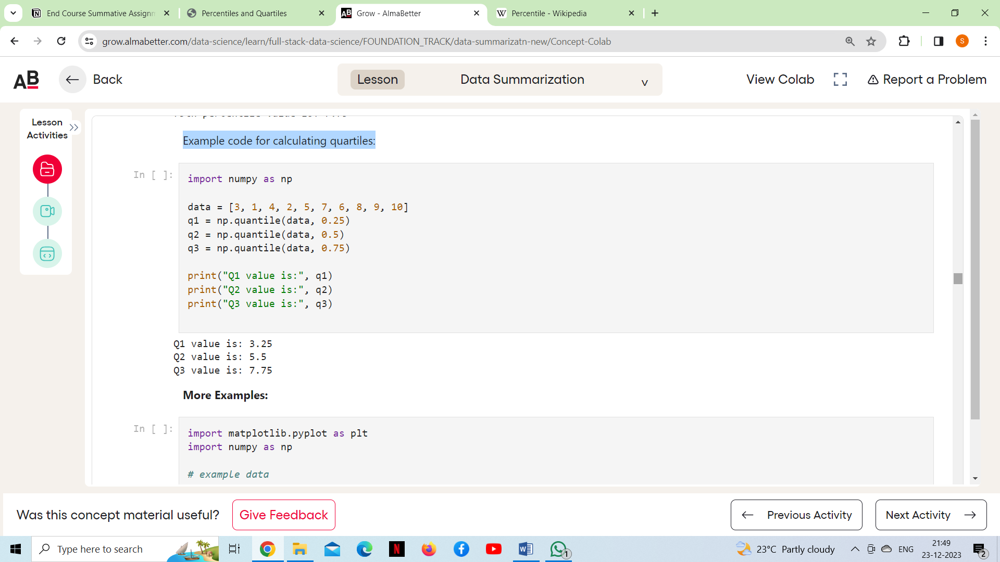 End Course Summative Assignm
Percentiles and Quartiles
Grow - AlmaBetter
Percentile - Wikipedia
grow.almabetter.com/data-science/learn/full-stack-data-science/FOUNDATION_TRACK/data-summarizatn-new/Concept-Colab
S
AB
Back
Lesson
Data Summarization
View Colab
Report a Problem
Lesson
Activities
Example code for calculating quartiles:
In [ ]:
import numpy as np
data = [3, 1, 4, 2, 5, 7, 6, 8, 9, 10]
q1 = np.quantile(data, 0.25)
q2 = np.quantile(data, 0.5)
q3 = np.quantile(data, 0.75)
print("Q1 value is:", q1)
print("Q2 value is:", q2)
print("Q3 value is:", q3)
Q1 value is: 3.25
Q2 value is: 5.5
Q3 value is: 7.75
More Examples:
In [ ]:
import matplotlib.pyplot as plt
import numpy as np
# example data
Was this concept material useful?
Give Feedback
Previous Activity
Next Activity
Type here to search
1
23°C Partly cloudy
ENG
21:49
23-12-2023
2